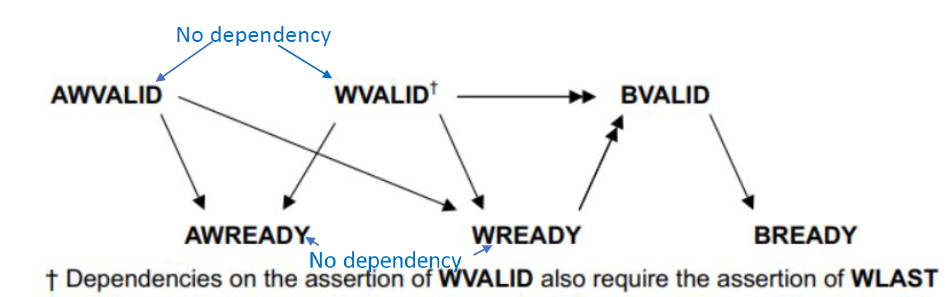 No dependency
AWVALID WVALID† BVALID
AWREADY WREADY BREADY
No dependency
† Dependencies on the assertion of WVALID also require the assertion of WLAST